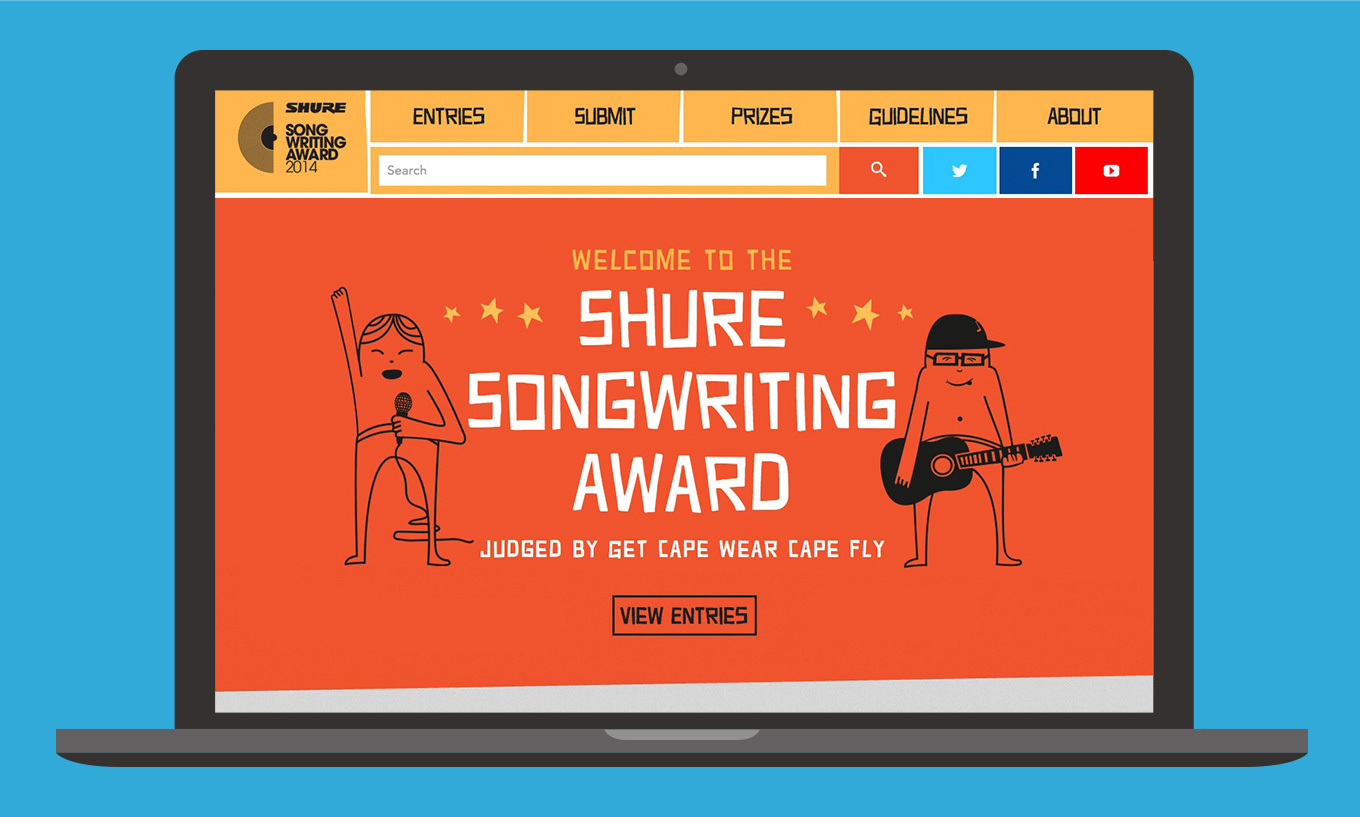 SHURE
SONG
WRITING
AWARD
2014
ENTRIES
SUBMIT
PRIZES
GUIDELINES
ABOUT
Search
WELCOME TO THE
SHURE
SONGWRITING
AWARD
JUDGED BY GET CAPE WEAR CAPE FLY
VIEW ENTRIES